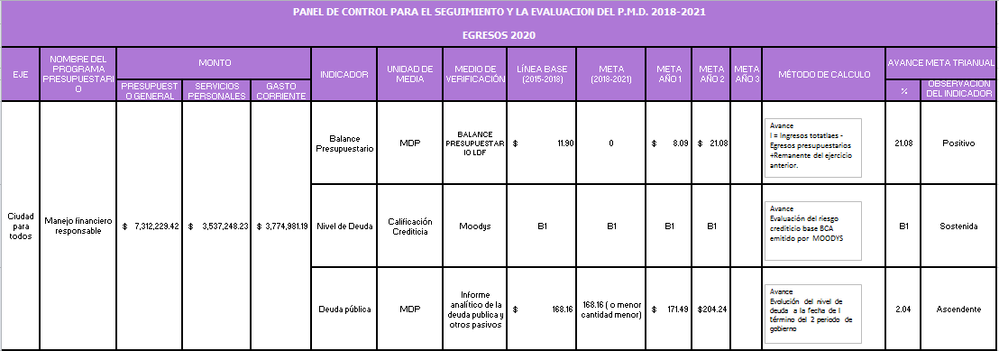 PANEL DE CONTROL PARA EL SEGUIMIENTO Y LA EVALUACION DEL P.M.D. 2018-2021
EGRESOS 2020
EJE
NOMBRE DEL
PROGRAMA
PRESUPUESTARI
O
MONTO
PRESUPUEST
O GENERAL
SERVICIOS
PERSONALES
GASTO
CORRIENTE
INDICADOR
UNIDAD DE
MEDIA
MEDIO DE
VERIFICACIÓN
LÍNEA BASE
(2015-2018)
META
(2018-2021)
META
AÑO 1
META
AÑO 2
META
AÑO 3
MÉTODO DE CALCULO
AVANCE META TRIANUAL
%
OBSERVACION
DEL INDICADOR
Ciudad
para
todos
Manejo financiero
responsable
$ 7,312,229.42
$ 3,537,248.23
$ 3,774,981.19
Balance
Presupuestario
MDP
BALANCE
PRESUPUESTAR
IO LDF
$ 11.90
0
$ 8.09
$ 21.08
Avance
I = Ingresos totatlaes -
Egresos presupuestarios
+Remanente del ejercicio
anterior.
21.08
Positivo
Nivel de Deuda
Calificación
Crediticia
Moodys
B1
B1
B1
B1
Avance
Evaluación del riesgo
crediticio base BCA
emitido por MOODYS
B1
Sostenida
Deuda pública
MDP
Informe
analítico de la
deuda publica y
otros pasivos
$ 168.16
168.16 ( o menor
cantidad menor)
$ 171.49
$204.24
Avance
Evolución del nivel de
deuda a la fecha de l
término del 2 periodo de
gobierno
2.04
Ascendente